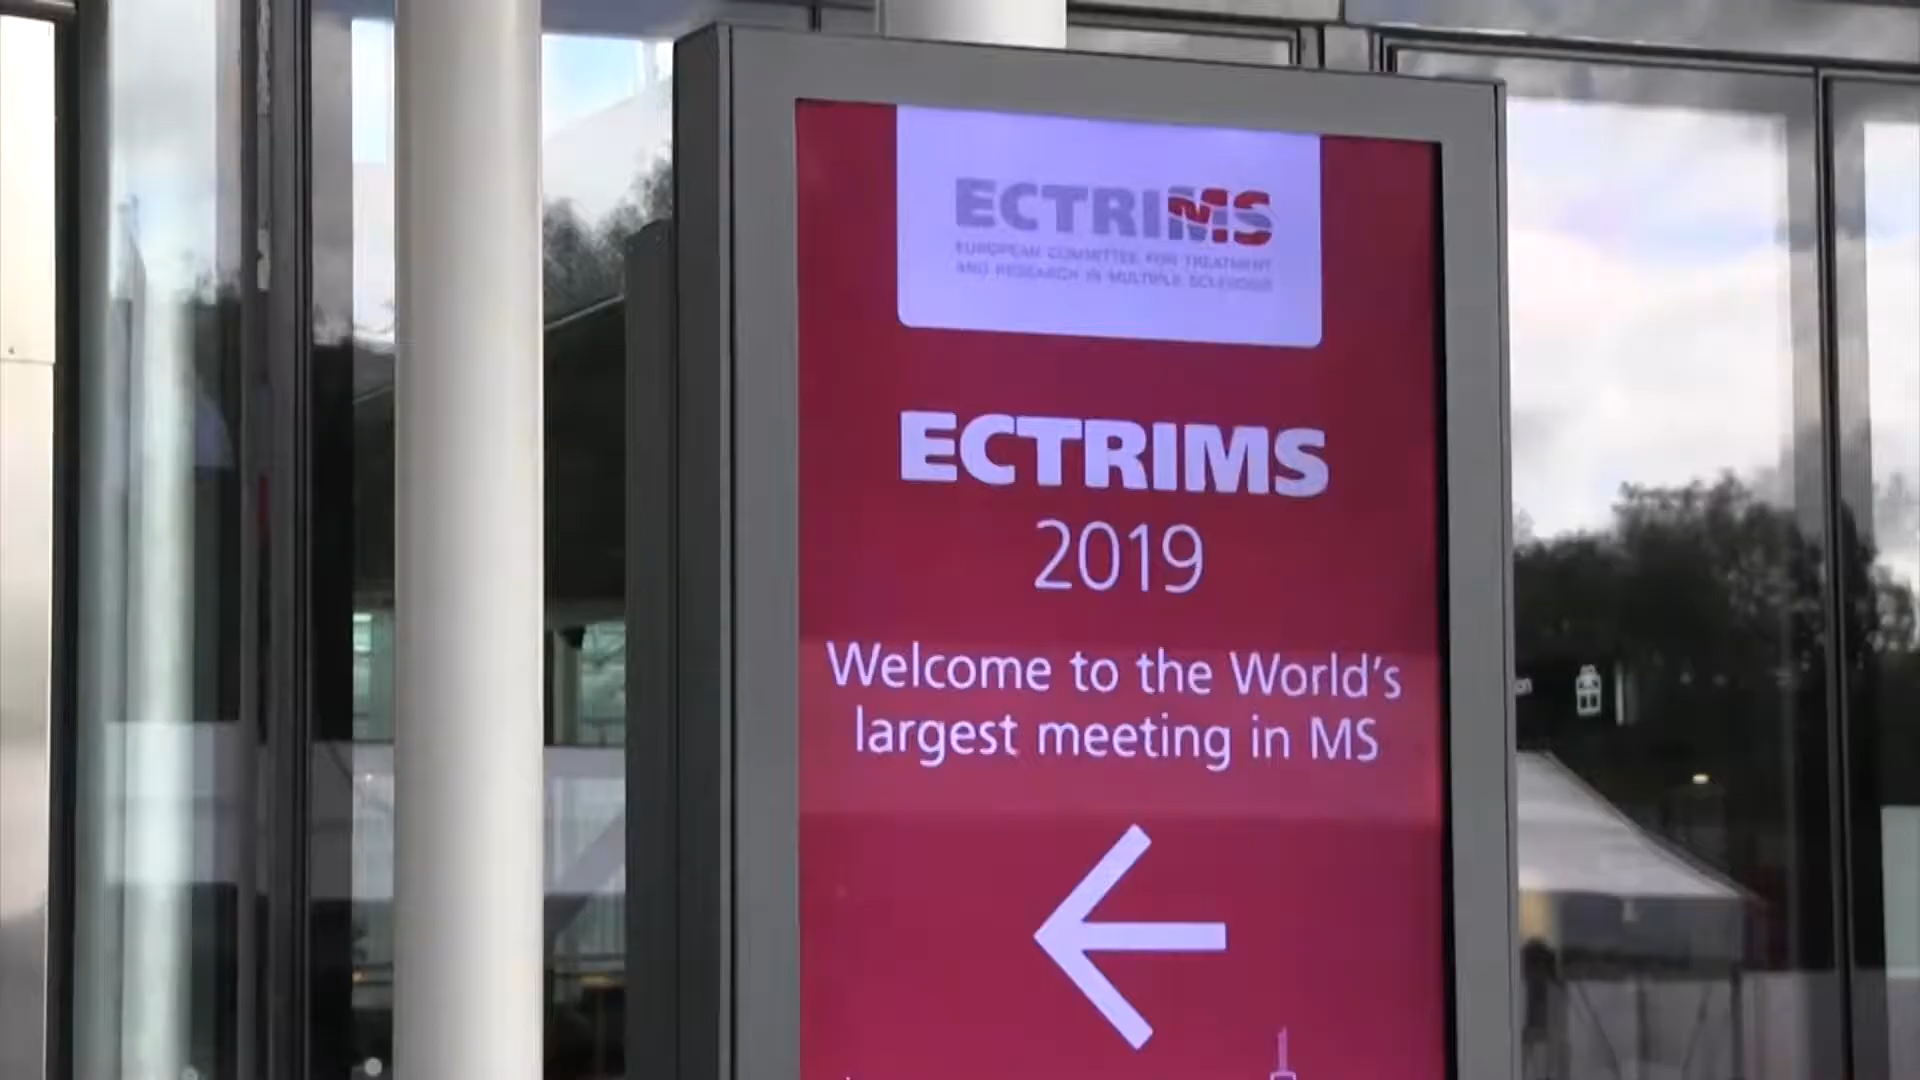 ECTRIMS
EUROPEAN COMMITTEE FOR TREATMENT
AND RESEARCH IN MULTIPLE SCLEROSIS
ECTRIMS
2019
Welcome to the World's
largest meeting in MS